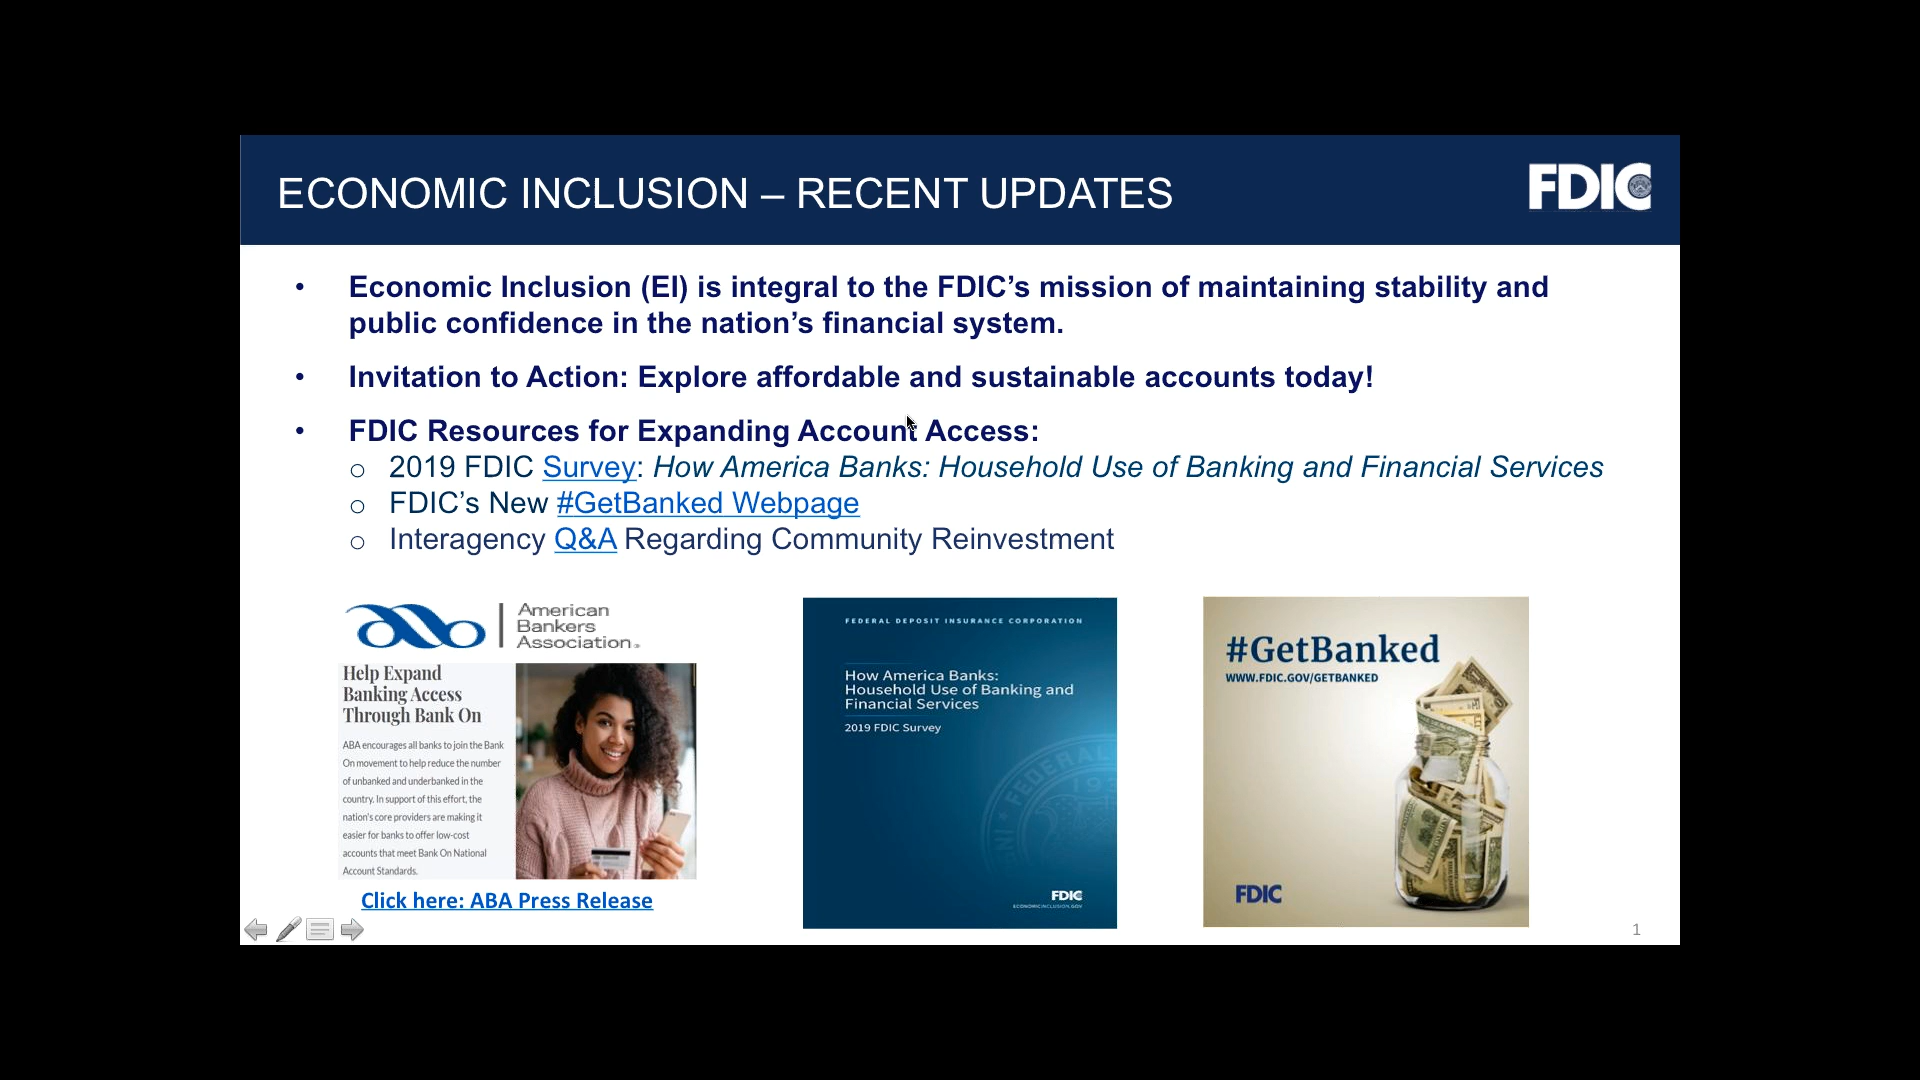 ECONOMIC INCLUSION – RECENT UPDATES
FDIC
• Economic Inclusion (EI) is integral to the FDIC’s mission of maintaining stability and
public confidence in the nation’s financial system.
• Invitation to Action: Explore affordable and sustainable accounts today!
• FDIC Resources for Expanding Account Access:
o 2019 FDIC Survey: How America Banks: Household Use of Banking and Financial Services
o FDIC’s New #GetBanked Webpage
o Interagency Q&A Regarding Community Reinvestment
American
Bankers
Association®
Help Expand
Banking Access
Through Bank On
ABA encourages all banks to join the Bank
On movement to help reduce the number
of unbanked and underbanked in the
country. In support of this effort, the
nation’s core providers are making it
easier for banks to offer low-cost
accounts that meet Bank On National
Account Standards.
Click here: ABA Press Release
FEDERAL DEPOSIT INSURANCE CORPORATION
How America Banks:
Household Use of Banking and
Financial Services
2019 FDIC Survey
FEDERAL
FDIC
ECONOMICINCLUSION.GOV
#GetBanked
WWW.FDIC.GOV/GETBANKED
FDIC
1